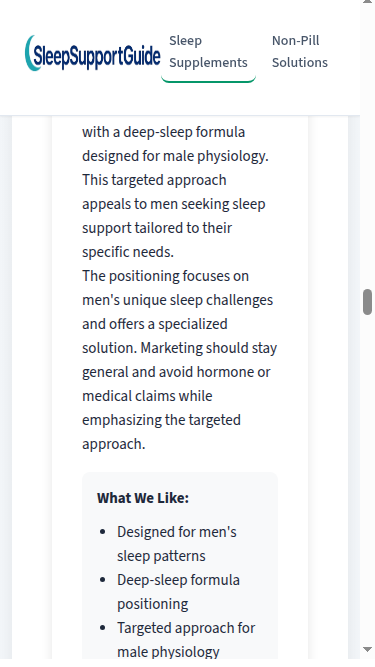 SleepSupportGuide
Sleep
Supplements
Non-Pill
Solutions
with a deep-sleep formula
designed for male physiology.
This targeted approach
appeals to men seeking sleep
support tailored to their
specific needs.
The positioning focuses on
men's unique sleep challenges
and offers a specialized
solution. Marketing should stay
general and avoid hormone or
medical claims while
emphasizing the targeted
approach.
What We Like:
• Designed for men's
sleep patterns
• Deep-sleep formula
positioning
• Targeted approach for
male physiology